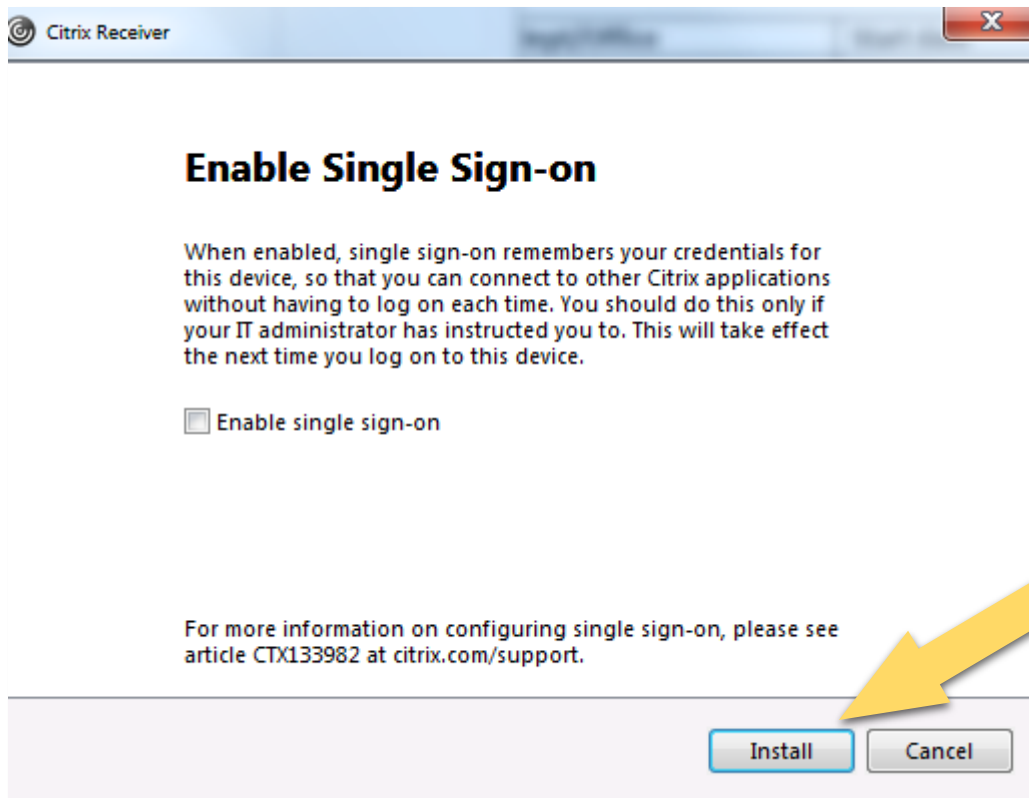 Citrix Receiver
Enable Single Sign-on
When enabled, single sign-on remembers your credentials for
this device, so that you can connect to other Citrix applications
without having to log on each time. You should do this only if
your IT administrator has instructed you to. This will take effect
the next time you log on to this device.
Enable single sign-on
For more information on configuring single sign-on, please see
article CTX133982 at citrix.com/support.
Install Cancel